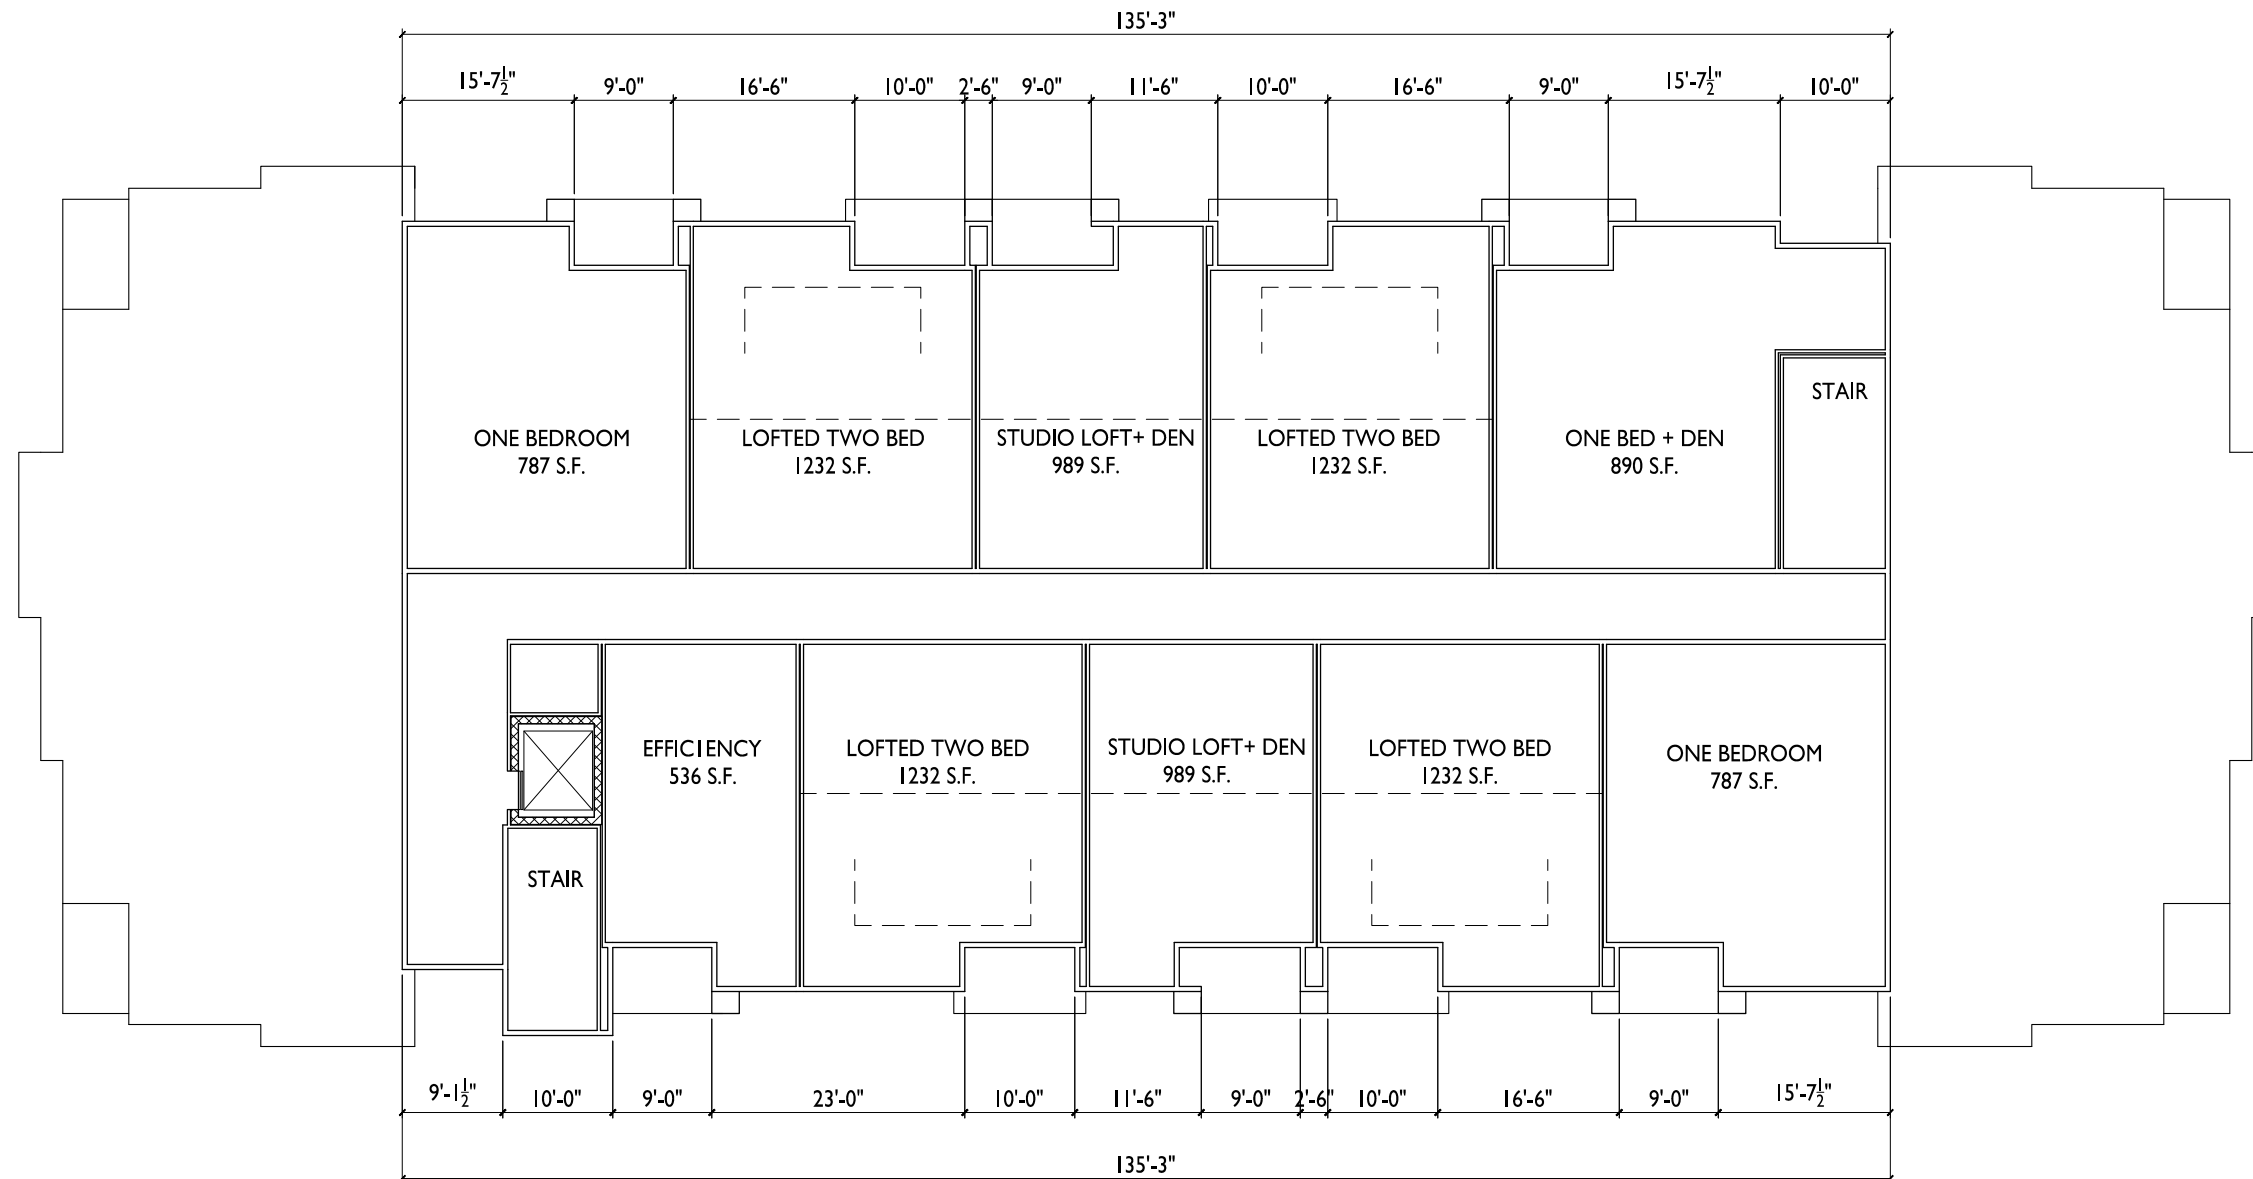 135'-3"
15'-7½" 9'-0" 16'-6" 10'-0" 2'-6" 9'-0" 11'-6" 10'-0" 16'-6" 9'-0" 15'-7½" 10'-0"
STAIR
ONE BEDROOM
787 S.F.
LOFTED TWO BED
1232 S.F.
STUDIO LOFT+ DEN
989 S.F.
LOFTED TWO BED
1232 S.F.
ONE BED + DEN
890 S.F.
EFFICIENCY
536 S.F.
LOFTED TWO BED
1232 S.F.
STUDIO LOFT+ DEN
989 S.F.
LOFTED TWO BED
1232 S.F.
ONE BEDROOM
787 S.F.
STAIR
9'-1½" 10'-0" 9'-0" 23'-0" 10'-0" 11'-6" 9'-0" 2'-6" 10'-0" 16'-6" 9'-0" 15'-7½"
135'-3"